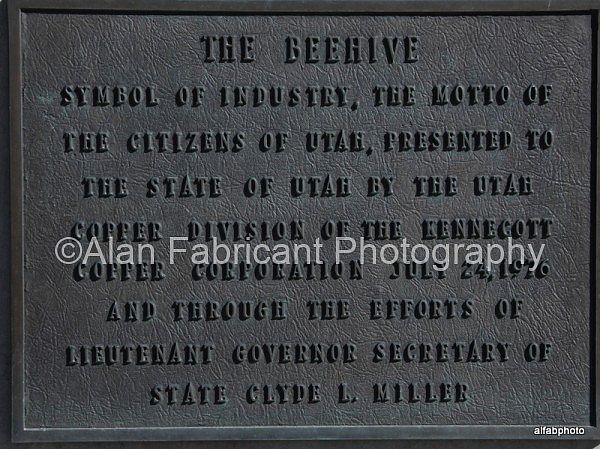 THE BEEHIVE
SYMBOL OF INDUSTRY, THE MOTTO OF
THE CITIZENS OF UTAH, PRESENTED TO
THE STATE OF UTAH BY THE UTAH
COPPER DIVISION OF THE KENNECOTT
©Alan Fabricant Photography
COPPER CORPORATION JULY 24, 1976
AND THROUGH THE EFFORTS OF
LIEUTENANT GOVERNOR SECRETARY OF
STATE CLYDE L. MILLER
alfabphoto